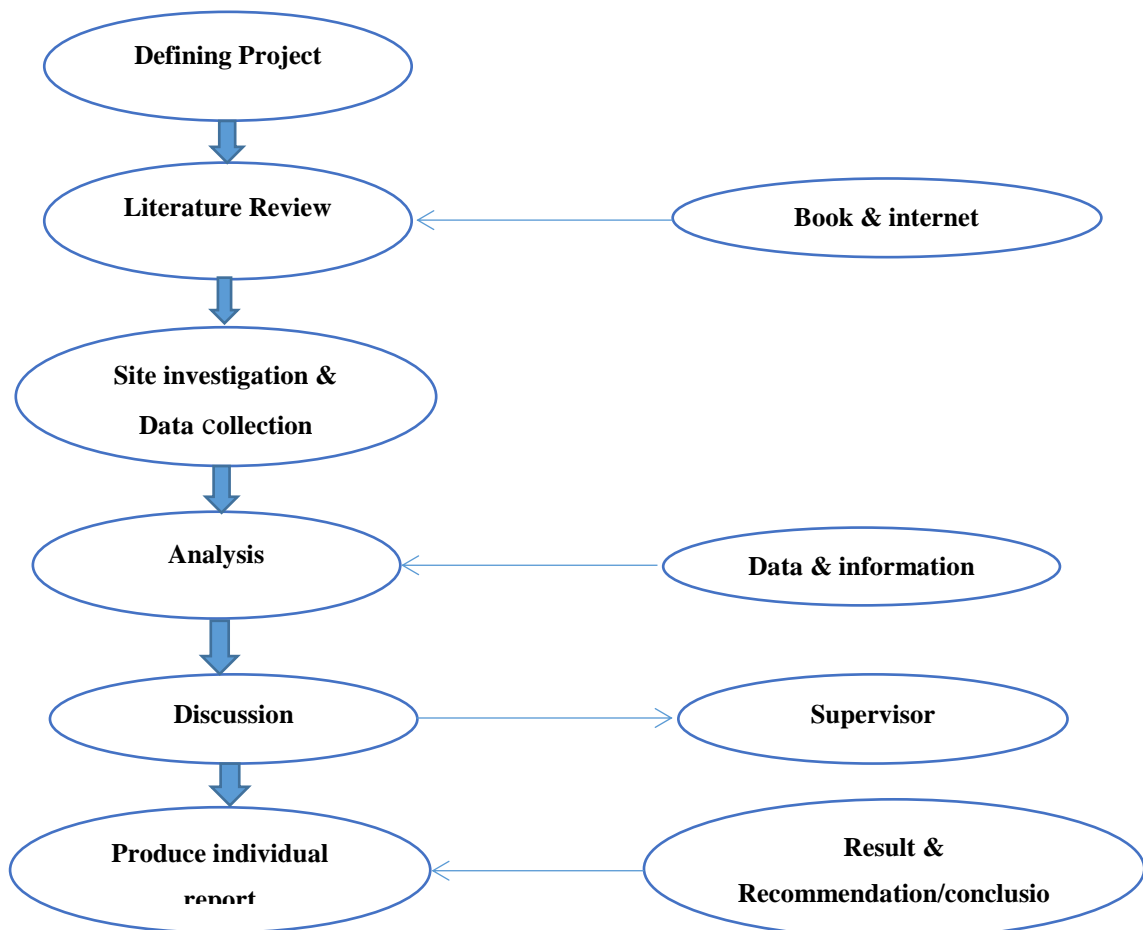 Defining Project
Literature Review
Book & internet
Site investigation &
Data collection
Analysis
Data & information
Discussion
Supervisor
Produce individual
report
Result &
Recommendation/conclusio